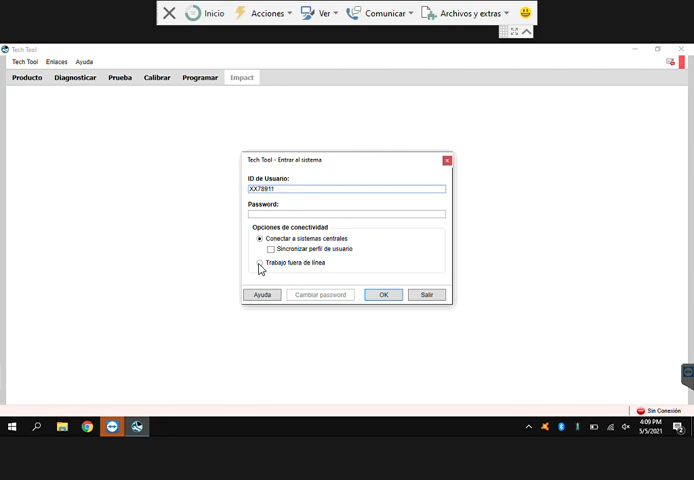 Inicio Acciones Ver Comunicar Archivos y extras
Tech Tool
Tech Tool Enlaces Ayuda
Producto Diagnosticar Prueba Calibrar Programar Impact
Tech Tool - Entrar al sistema
ID de Usuario:
XX78911
Password:
Opciones de conectividad
Conectar a sistemas centrales
Sincronizar perfil de usuario
Trabajo fuera de línea
Ayuda Cambiar password OK Salir
Sin Conexión
4:09 PM
5/5/2021
2